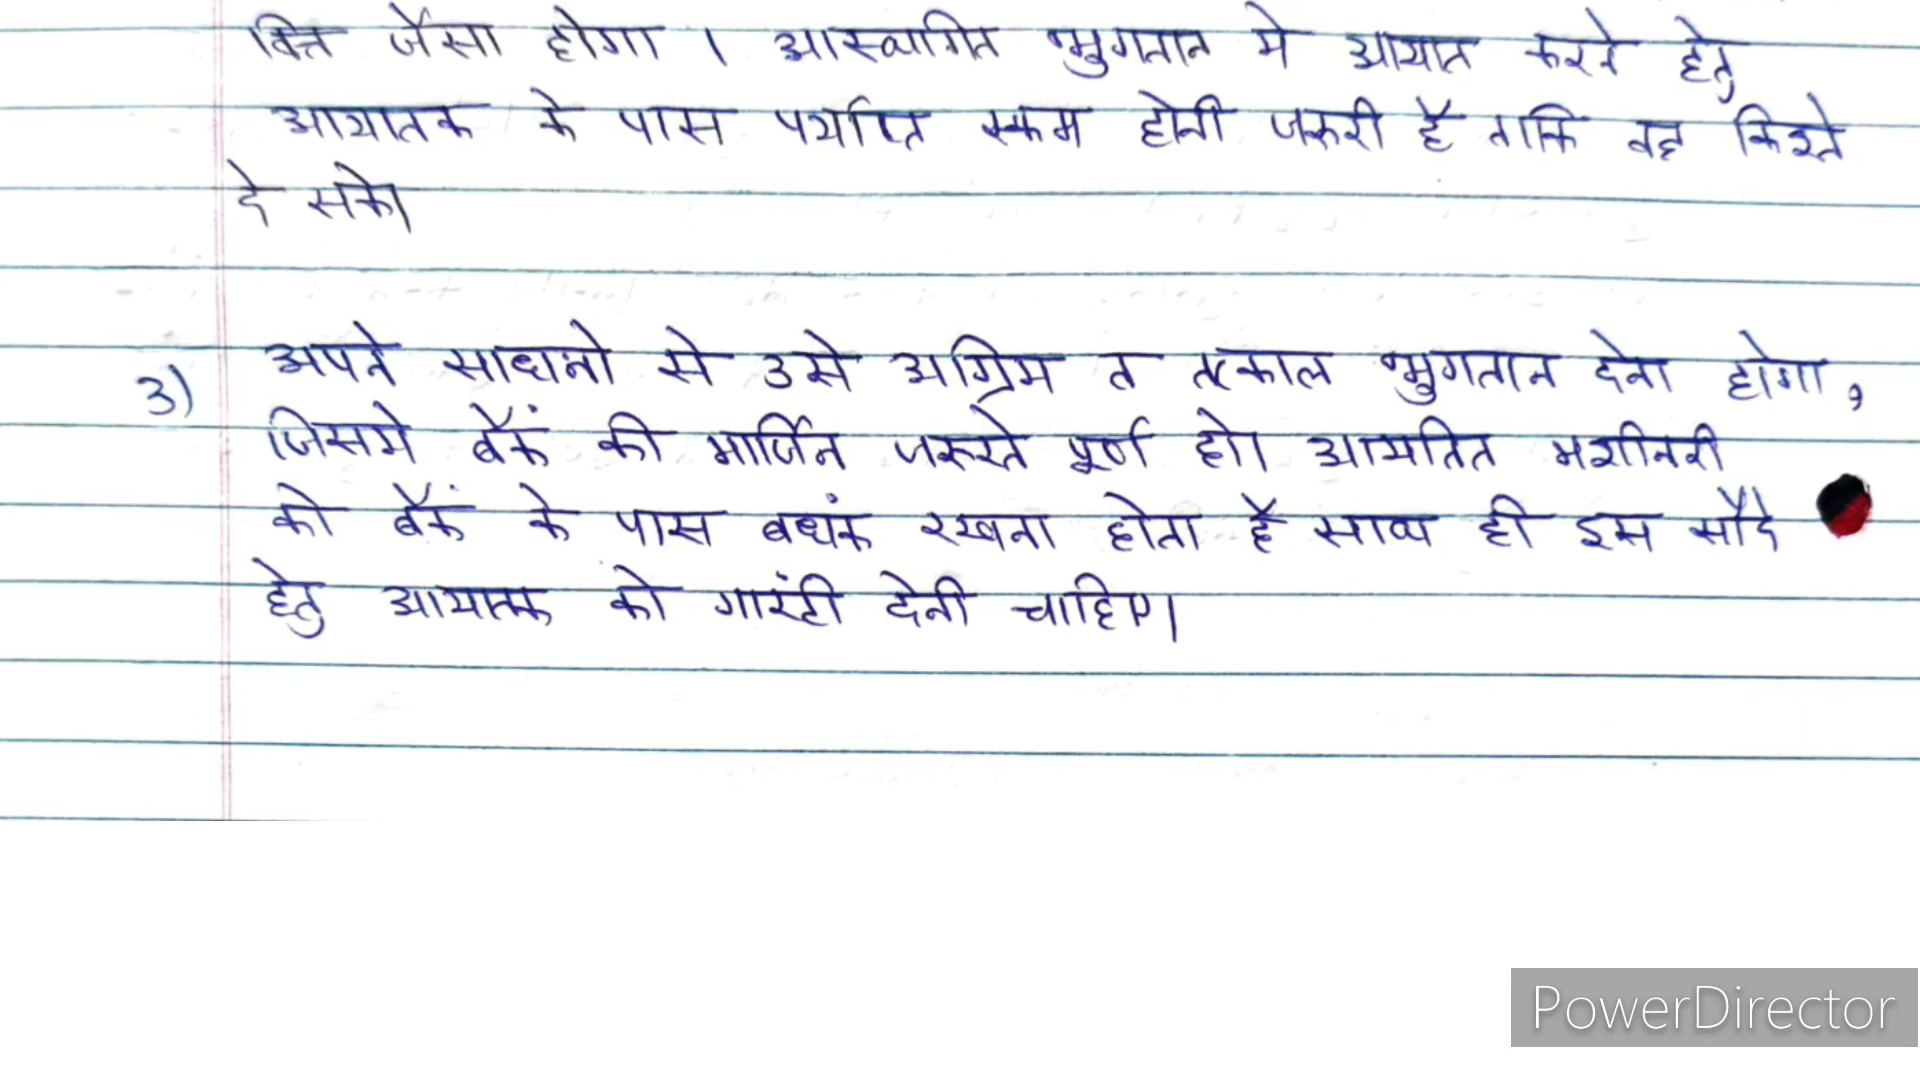 वित्त जैसा होगा । आस्थगित भुगतान मे आयात करने हेतु
आयातक के पास पर्याप्त रकम होनी जरुरी है ताकि वह किश्ते
दे सके।
3) अपने साधनो से उसे अग्रिम व तत्काल भुगतान देना होगा,
जिसमे बैकं की मार्जिन जरुरते पूर्ण हो। आयातित मशीनरी
को बैकं के पास बधंक रखना होता है साथ ही इस सौदे
हेतु आयातक को गारंटी देनी चाहिए।
PowerDirector